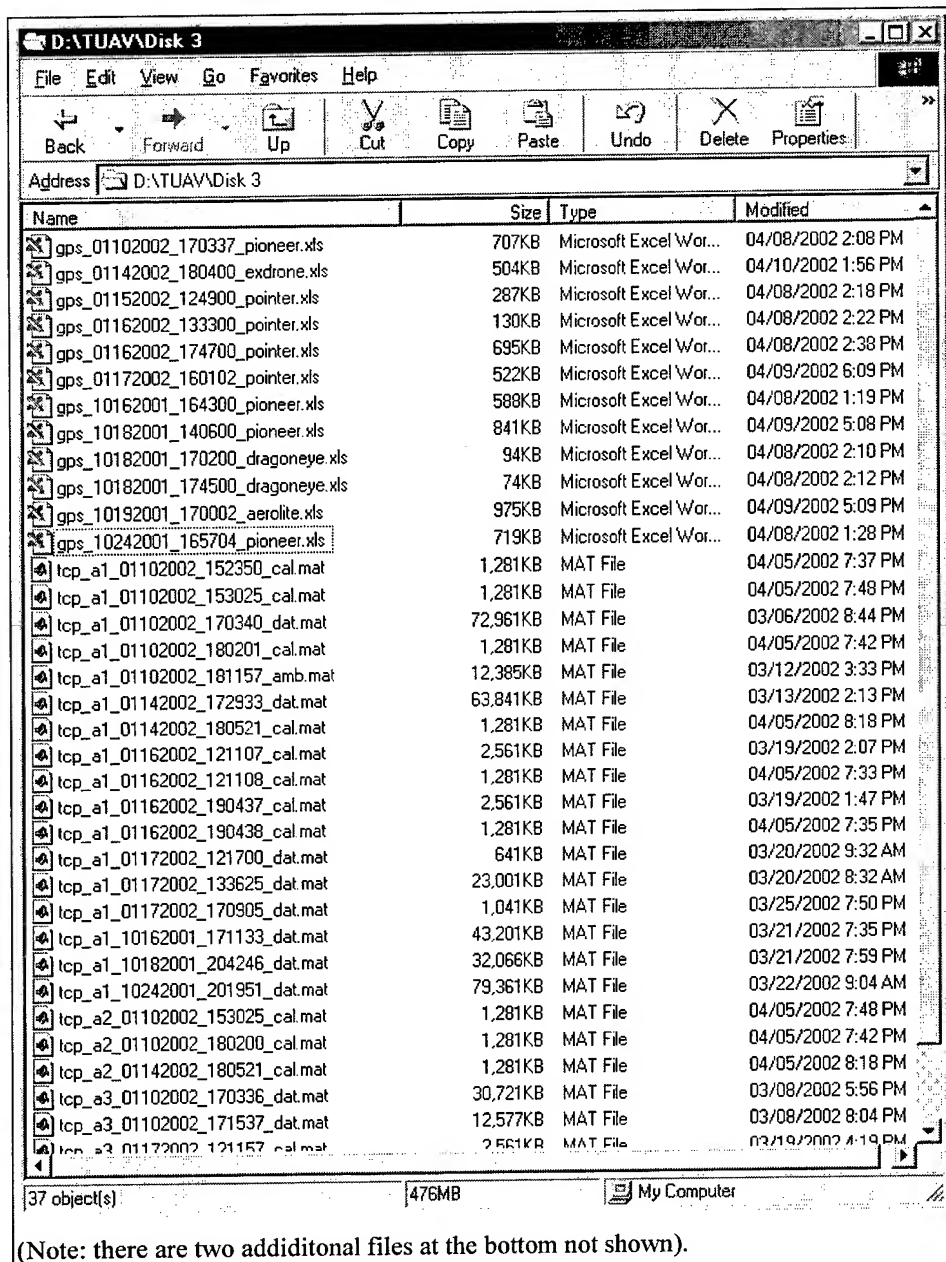 D:\TUAV\Disk 3
File Edit View Go Favorites Help
Back Forward Up Cut Copy Paste Undo Delete Properties »
Address D:\TUAV\Disk 3
Name Size Type Modified
gps_01102002_170337_pioneer.xls 707KB Microsoft Excel Wor... 04/08/2002 2:08 PM
gps_01142002_180400_exdrone.xls 504KB Microsoft Excel Wor... 04/10/2002 1:56 PM
gps_01152002_124900_pointer.xls 287KB Microsoft Excel Wor... 04/08/2002 2:18 PM
gps_01162002_133300_pointer.xls 130KB Microsoft Excel Wor... 04/08/2002 2:22 PM
gps_01162002_174700_pointer.xls 695KB Microsoft Excel Wor... 04/08/2002 2:38 PM
gps_01172002_160102_pointer.xls 522KB Microsoft Excel Wor... 04/09/2002 6:09 PM
gps_10162001_164300_pioneer.xls 588KB Microsoft Excel Wor... 04/08/2002 1:19 PM
gps_10182001_140600_pioneer.xls 841KB Microsoft Excel Wor... 04/09/2002 5:08 PM
gps_10182001_170200_dragoneye.xls 94KB Microsoft Excel Wor... 04/08/2002 2:10 PM
gps_10182001_174500_dragoneye.xls 74KB Microsoft Excel Wor... 04/08/2002 2:12 PM
gps_10192001_170002_aerolite.xls 975KB Microsoft Excel Wor... 04/09/2002 5:09 PM
gps_10242001_165704_pioneer.xls 719KB Microsoft Excel Wor... 04/08/2002 1:28 PM
tcp_a1_01102002_152350_cal.mat 1,281KB MAT File 04/05/2002 7:37 PM
tcp_a1_01102002_153025_cal.mat 1,281KB MAT File 04/05/2002 7:48 PM
tcp_a1_01102002_170340_dat.mat 72,961KB MAT File 03/06/2002 8:44 PM
tcp_a1_01102002_180201_cal.mat 1,281KB MAT File 04/05/2002 7:42 PM
tcp_a1_01102002_181157_amb.mat 12,385KB MAT File 03/12/2002 3:33 PM
tcp_a1_01142002_172933_dat.mat 63,841KB MAT File 03/13/2002 2:13 PM
tcp_a1_01142002_180521_cal.mat 1,281KB MAT File 04/05/2002 8:18 PM
tcp_a1_01162002_121107_cal.mat 2,561KB MAT File 03/19/2002 2:07 PM
tcp_a1_01162002_121108_cal.mat 1,281KB MAT File 04/05/2002 7:33 PM
tcp_a1_01162002_190437_cal.mat 2,561KB MAT File 03/19/2002 1:47 PM
tcp_a1_01162002_190438_cal.mat 1,281KB MAT File 04/05/2002 7:35 PM
tcp_a1_01172002_121700_dat.mat 641KB MAT File 03/20/2002 9:32 AM
tcp_a1_01172002_133625_dat.mat 23,001KB MAT File 03/20/2002 8:32 AM
tcp_a1_01172002_170905_dat.mat 1,041KB MAT File 03/25/2002 7:50 PM
tcp_a1_10162001_171133_dat.mat 43,201KB MAT File 03/21/2002 7:35 PM
tcp_a1_10182001_204246_dat.mat 32,066KB MAT File 03/21/2002 7:59 PM
tcp_a1_10242001_201951_dat.mat 79,361KB MAT File 03/22/2002 9:04 AM
tcp_a2_01102002_153025_cal.mat 1,281KB MAT File 04/05/2002 7:48 PM
tcp_a2_01102002_180200_cal.mat 1,281KB MAT File 04/05/2002 7:42 PM
tcp_a2_01142002_180521_cal.mat 1,281KB MAT File 04/05/2002 8:18 PM
tcp_a3_01102002_170336_dat.mat 30,721KB MAT File 03/08/2002 5:56 PM
tcp_a3_01102002_171537_dat.mat 12,577KB MAT File 03/08/2002 8:04 PM
tcp_a3_01172002_121157_cal.mat 2,561KB MAT File 03/19/2002 4:19 PM
37 object(s) 476MB My Computer
(Note: there are two addiditonal files at the bottom not shown).